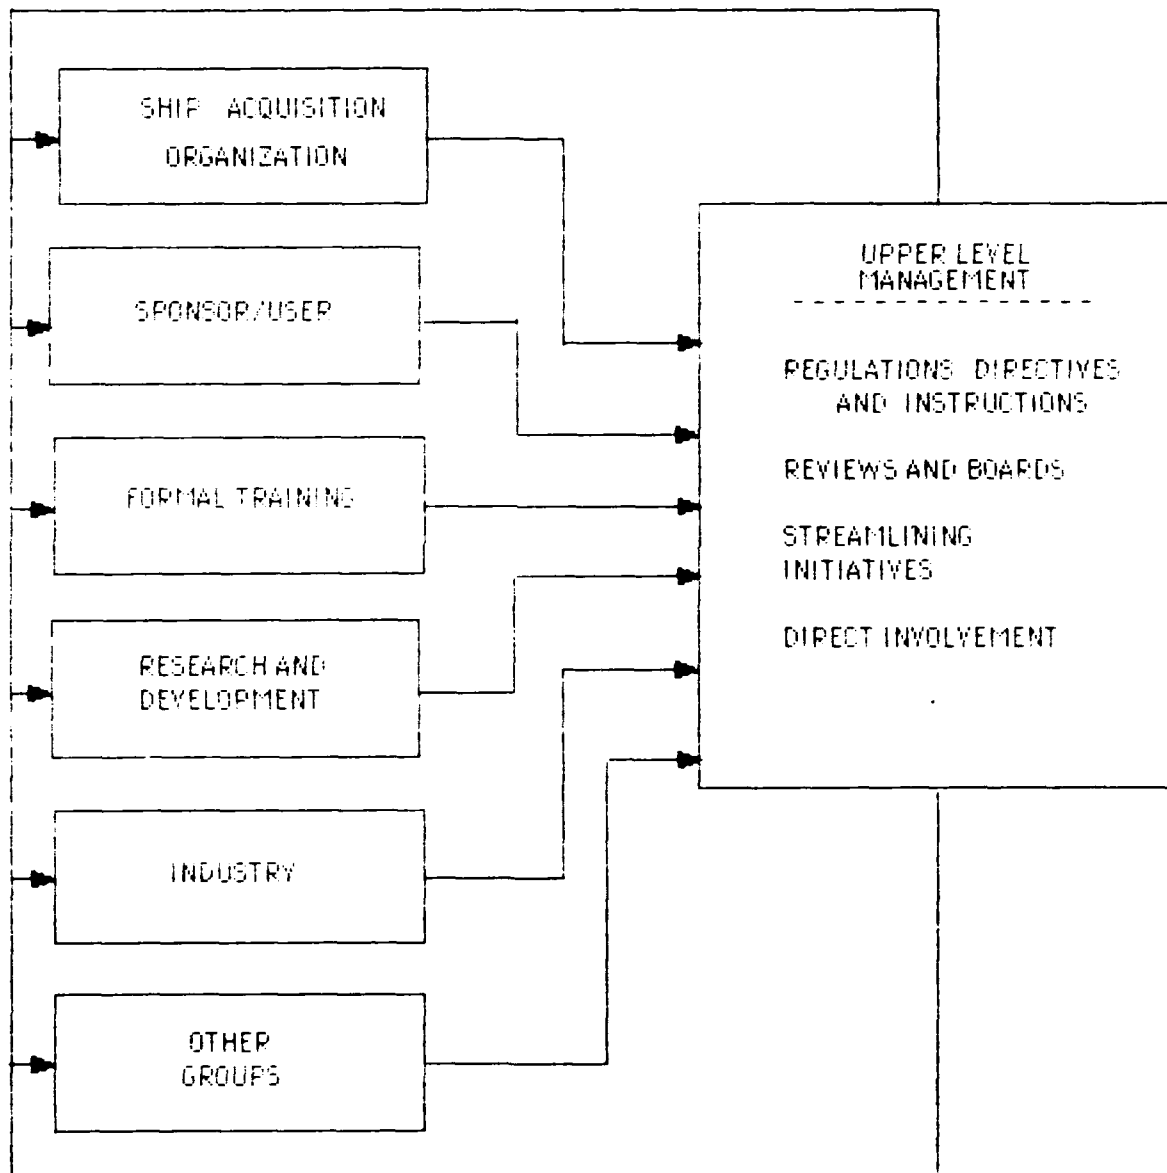 SHIP ACQUISITION
ORGANIZATION
SPONSOR/USER
FORMAL TRAINING
RESEARCH AND
DEVELOPMENT
INDUSTRY
OTHER
GROUPS
UPPER LEVEL
MANAGEMENT
REGULATIONS DIRECTIVES
AND INSTRUCTIONS
REVIEWS AND BOARDS
STREAMLINING
INITIATIVES
DIRECT INVOLVEMENT